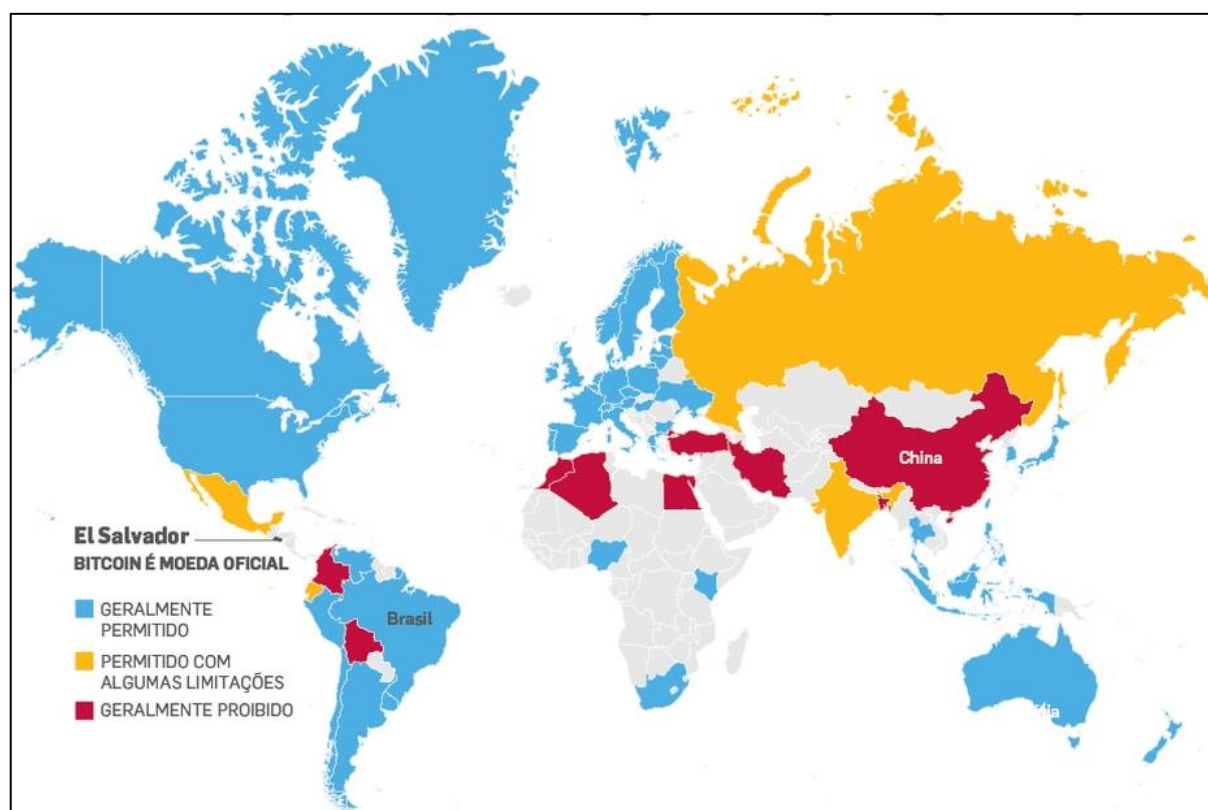 China
El Salvador
BITCOIN É MOEDA OFICIAL
GERALMENTE
PERMITIDO
Brasil
PERMITIDO COM
ALGUMAS LIMITAÇÕES
GERALMENTE PROIBIDO